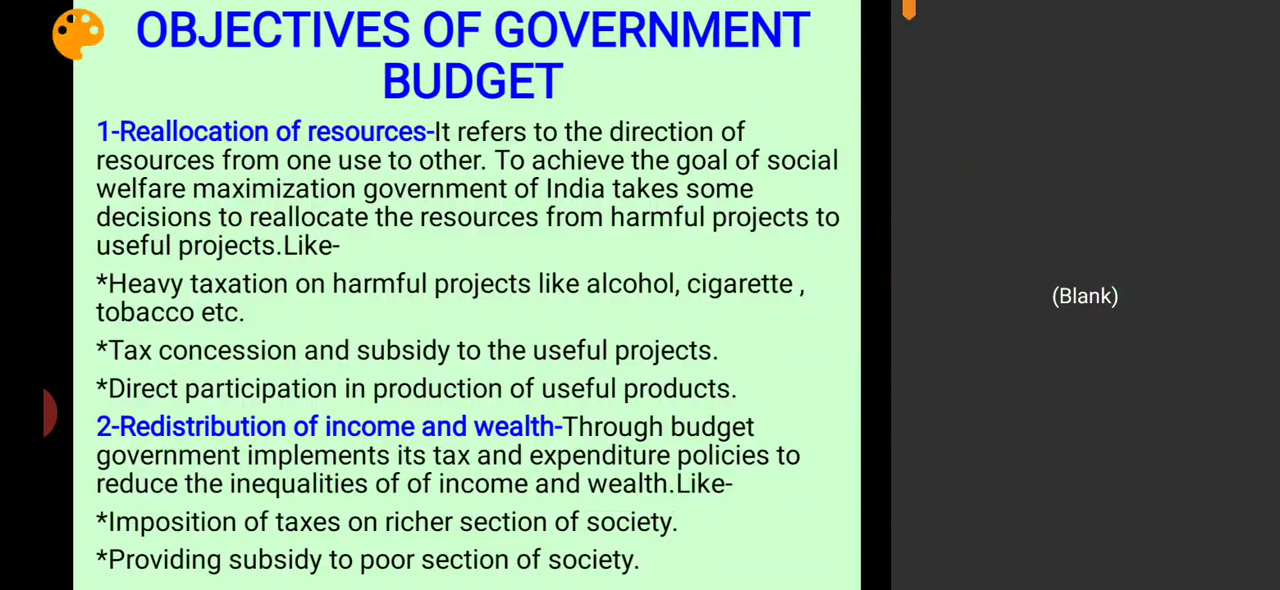 OBJECTIVES OF GOVERNMENT
BUDGET
1-Reallocation of resources-It refers to the direction of
resources from one use to other. To achieve the goal of social
welfare maximization government of India takes some
decisions to reallocate the resources from harmful projects to
useful projects.Like-
*Heavy taxation on harmful projects like alcohol, cigarette ,
tobacco etc.
*Tax concession and subsidy to the useful projects.
*Direct participation in production of useful products.
2-Redistribution of income and wealth-Through budget
government implements its tax and expenditure policies to
reduce the inequalities of of income and wealth.Like-
*Imposition of taxes on richer section of society.
*Providing subsidy to poor section of society.
(Blank)